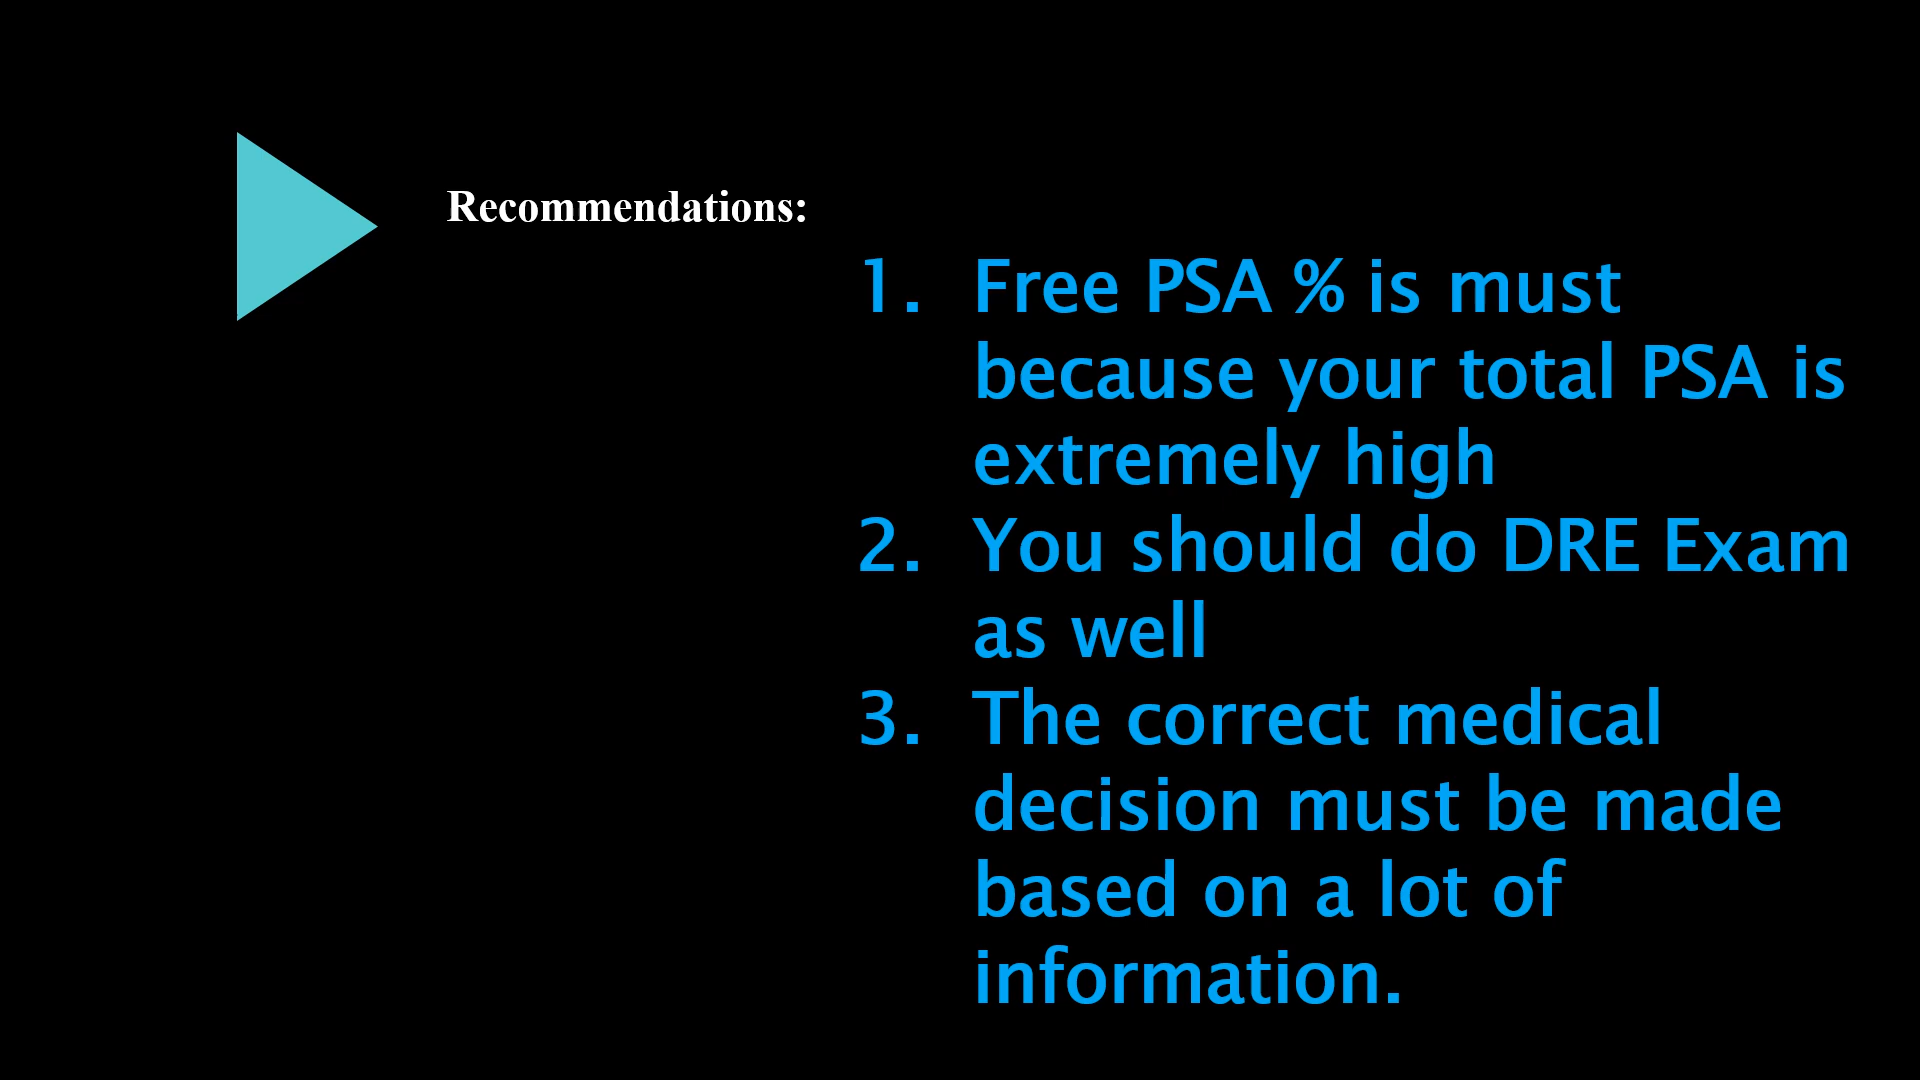 Recommendations:
1. Free PSA % is must
because your total PSA is
extremely high
2. You should do DRE Exam
as well
3. The correct medical
decision must be made
based on a lot of
information.